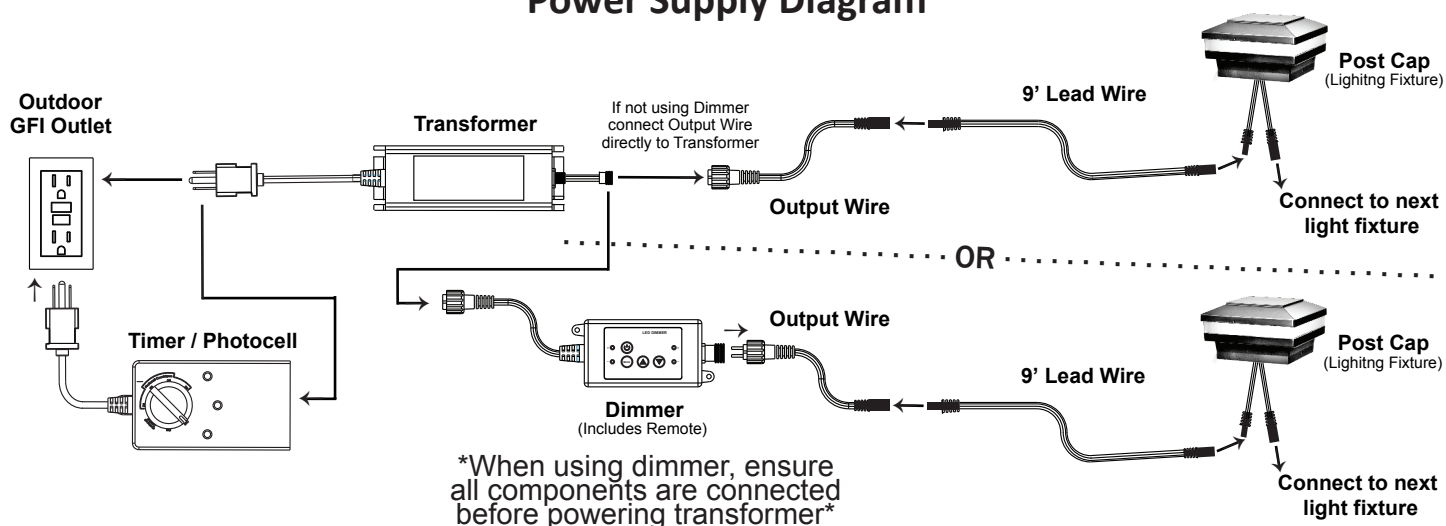 Power Supply Diagram
Outdoor
GFI Outlet
Transformer
If not using Dimmer
connect Output Wire
directly to Transformer
Output Wire
9' Lead Wire
Post Cap
(Lighitng Fixture)
Connect to next
light fixture
OR
Timer / Photocell
LED DIMMER
Dimmer
(Includes Remote)
Output Wire
9' Lead Wire
Post Cap
(Lighitng Fixture)
Connect to next
light fixture
*When using dimmer, ensure
all components are connected
before powering transformer*